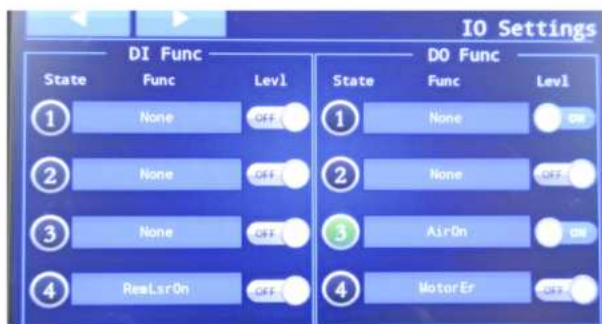 IO Settings
DI Func
DO Func
State Func Levl
State Func Levl
1 None OFF
1 None ON
2 None OFF
2 None OFF
3 None OFF
3 AirOn ON
4 RemLsrOn OFF
4 MotorEr OFF